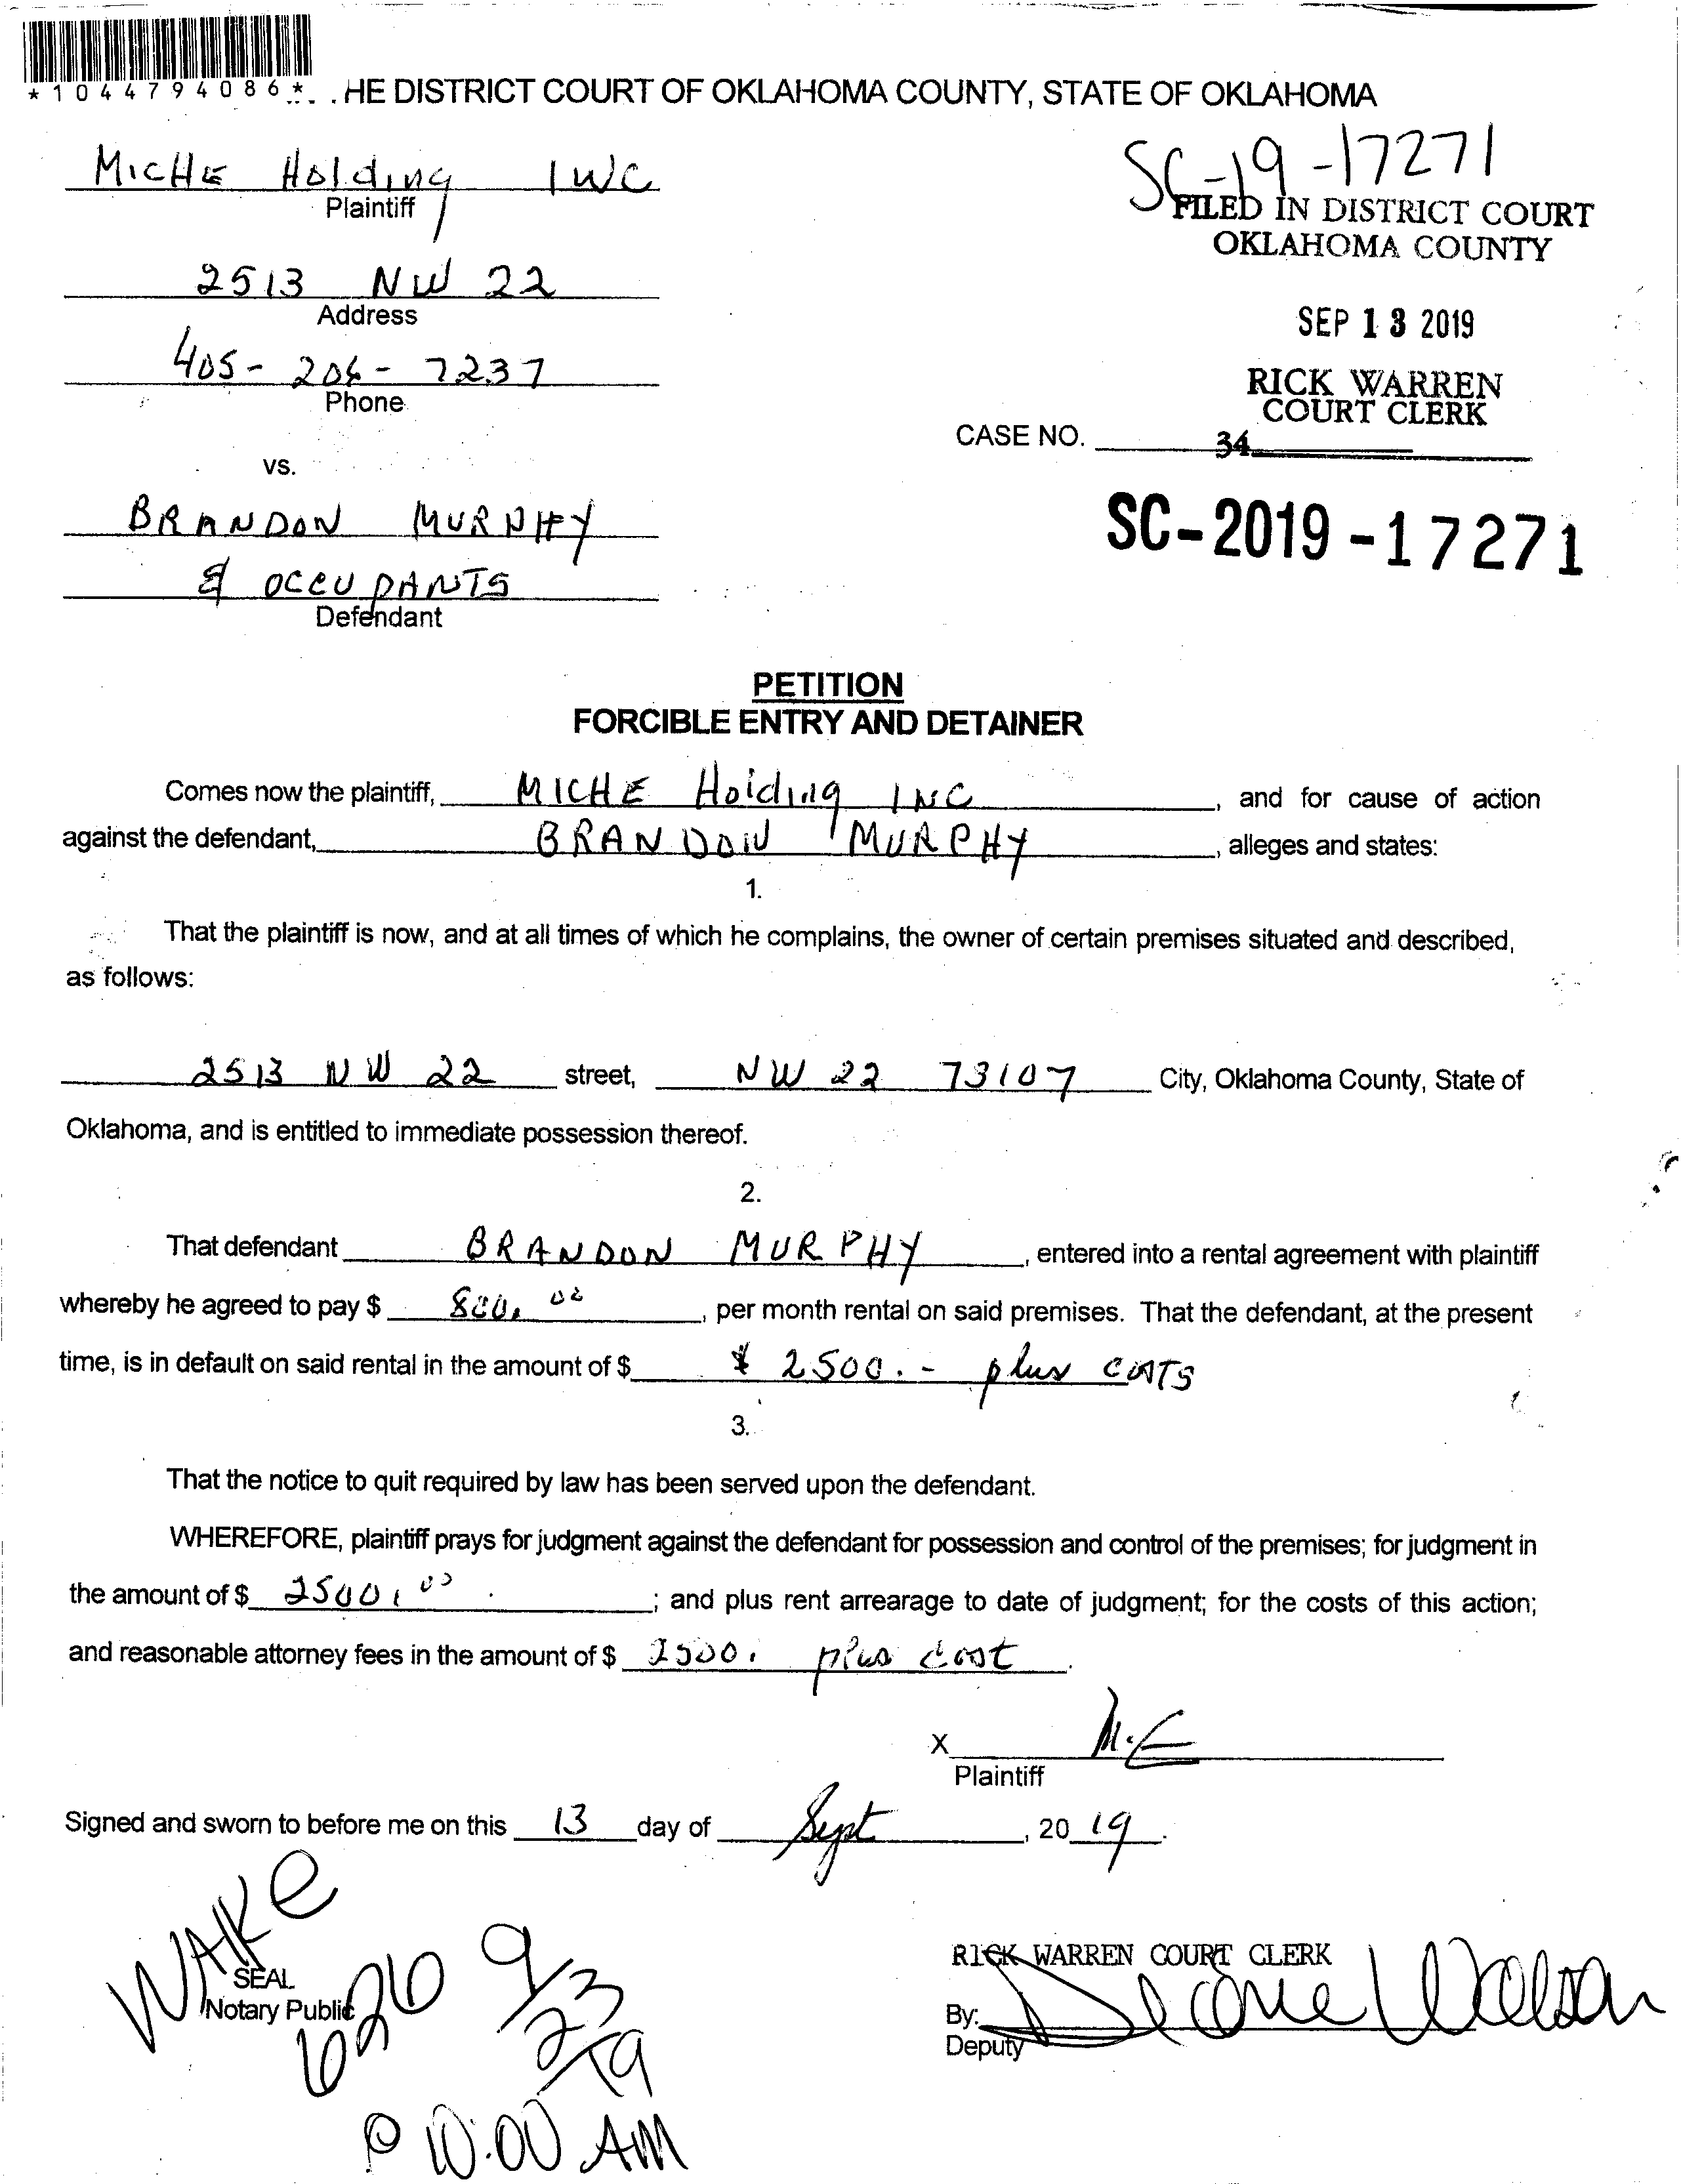 *1044794086*. .HE DISTRICT COURT OF OKLAHOMA COUNTY, STATE OF OKLAHOMA
MICHE Holding INC
Plaintiff
SC-19-17271
FILED IN DISTRICT COURT
OKLAHOMA COUNTY
2513 NW 22
Address
SEP 13 2019
405-206-7237
Phone
RICK WARREN
COURT CLERK
CASE NO. 34
vs.
BRANDON MURPHY
& OCCUPANTS
Defendant
SC-2019-17271
PETITION
FORCIBLE ENTRY AND DETAINER
Comes now the plaintiff, MICHE Holding INC, and for cause of action
against the defendant, BRANDON MURPHY, alleges and states:
1.
That the plaintiff is now, and at all times of which he complains, the owner of certain premises situated and described,
as follows:
2513 NW 22 street, NW 22 73107 City, Oklahoma County, State of
Oklahoma, and is entitled to immediate possession thereof.
2.
That defendant BRANDON MURPHY, entered into a rental agreement with plaintiff
whereby he agreed to pay $ 800.00, per month rental on said premises. That the defendant, at the present
time, is in default on said rental in the amount of $ $ 2500.- plus COSTS
3.
That the notice to quit required by law has been served upon the defendant.
WHEREFORE, plaintiff prays for judgment against the defendant for possession and control of the premises; for judgment in
the amount of $ 2500.00; and plus rent arrearage to date of judgment; for the costs of this action;
and reasonable attorney fees in the amount of $ 2500. plus cost.
X
Plaintiff
Signed and sworn to before me on this 13 day of Sept, 2019.
WAIKE
626
9/23/19
@ 10:00 AM
SEAL
Notary Public
RICK WARREN COURT CLERK
By:
Deputy